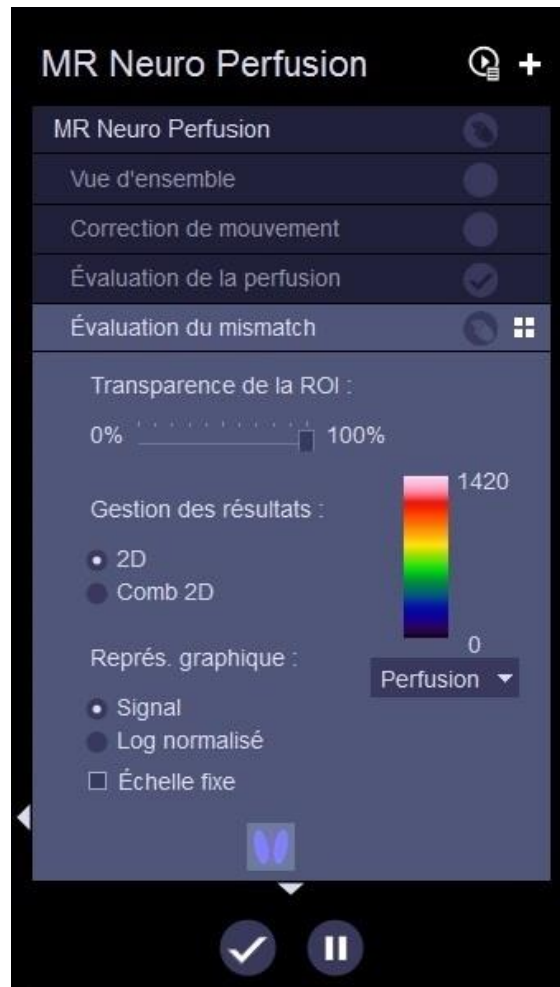 MR Neuro Perfusion
MR Neuro Perfusion
Vue d'ensemble
Correction de mouvement
Évaluation de la perfusion
Évaluation du mismatch
Transparence de la ROI :
0% 100%
1420
Gestion des résultats :
2D
Comb 2D
0
Représ. graphique :
Perfusion
Signal
Log normalisé
Échelle fixe